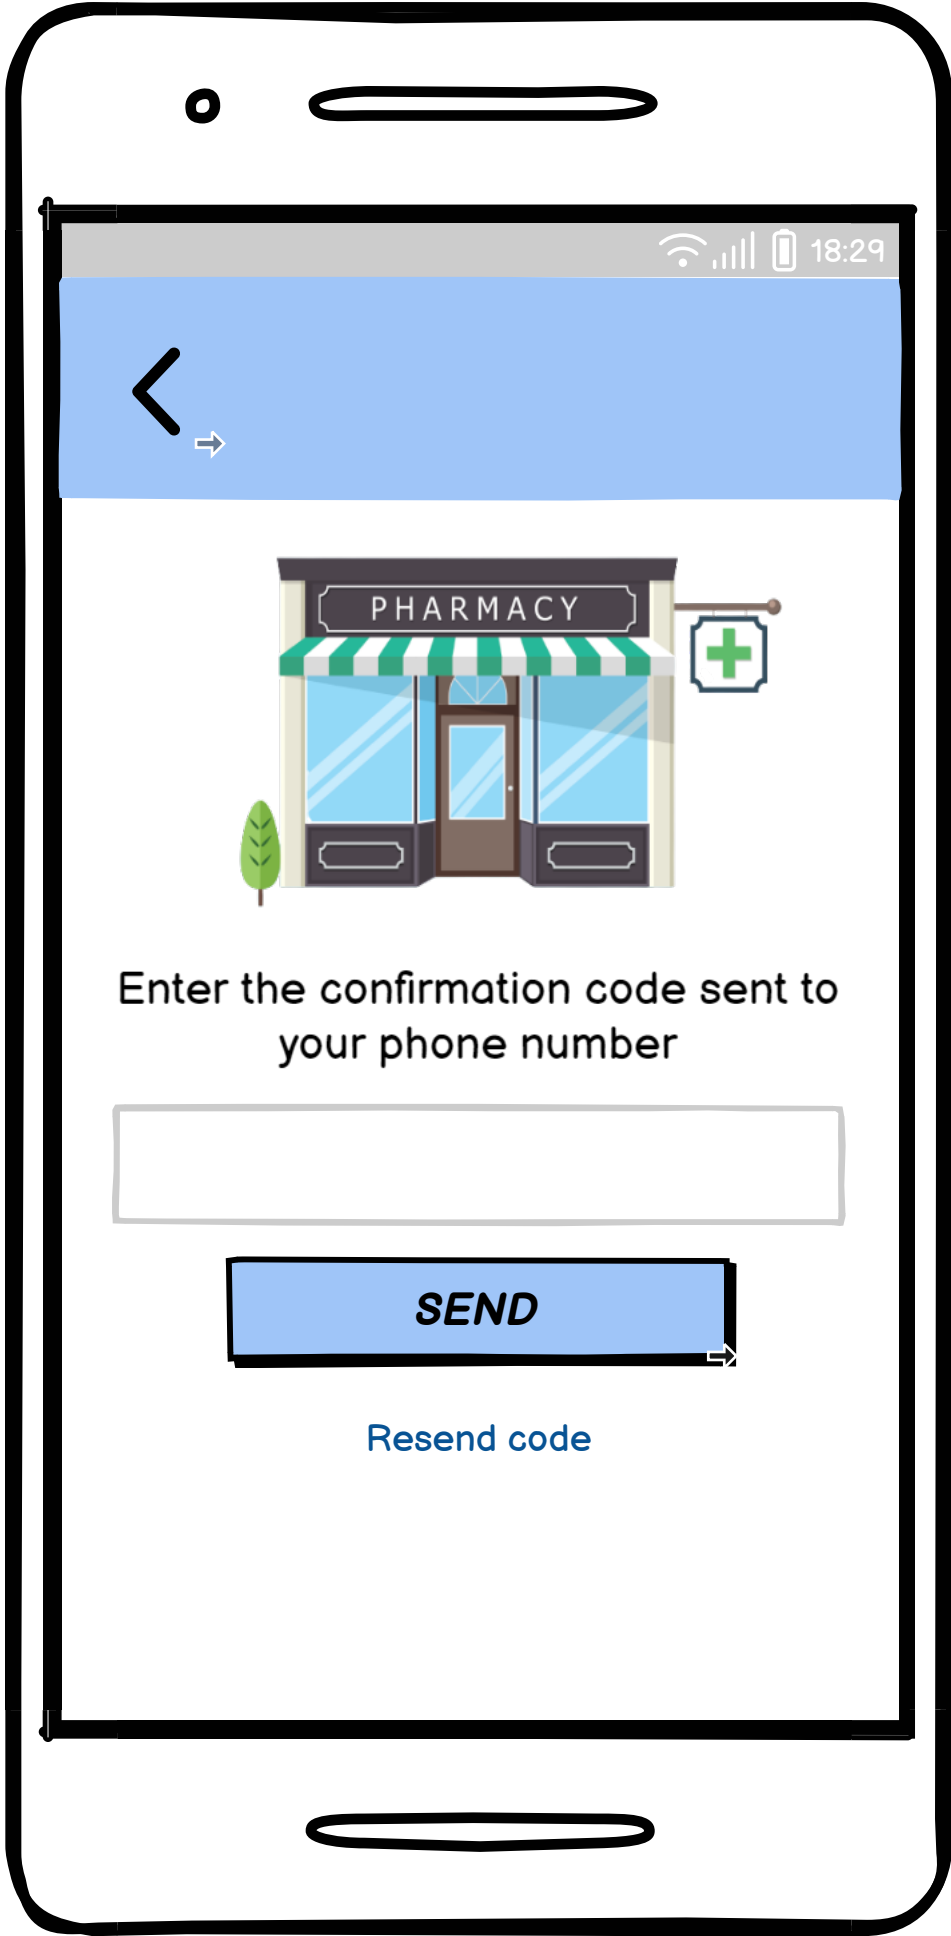 18:29
PHARMACY
Enter the confirmation code sent to
your phone number
SEND
Resend code